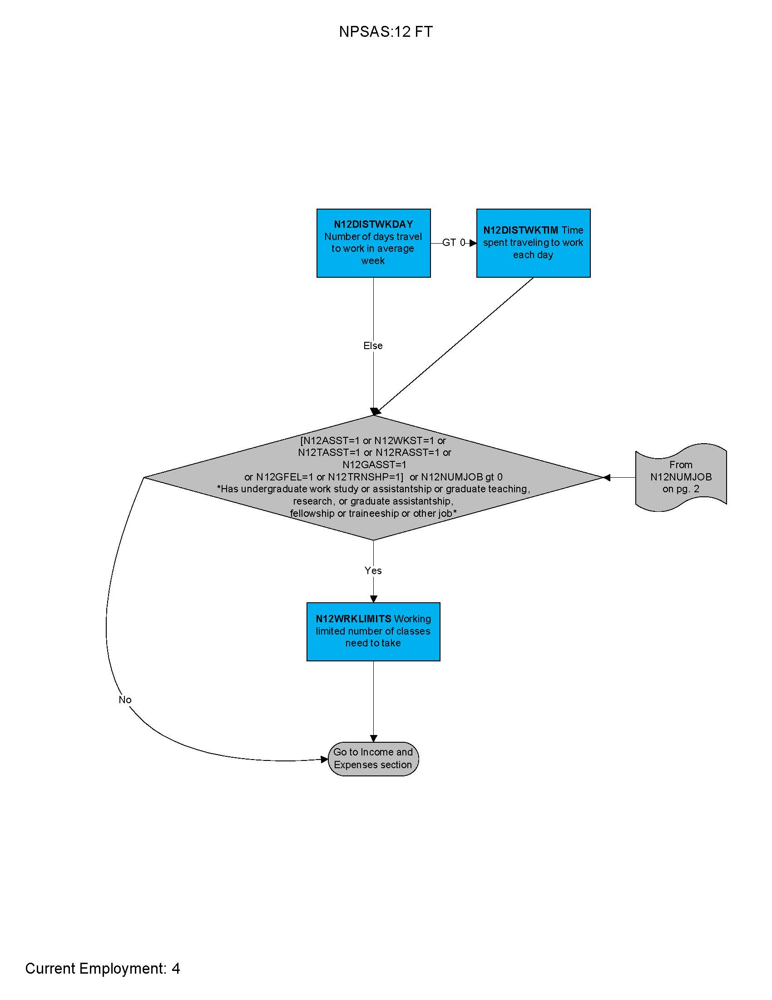 NPSAS:12 FT
N12DISTWKDAY
Number of days travel
to work in average
week
GT 0
N12DISTWKTIM Time
spent traveling to work
each day
Else
[N12ASST=1 or N12WKST=1 or
N12TASST=1 or N12RASST=1 or
N12GASST=1
or N12GFEL=1 or N12TRNSHP=1] or N12NUMJOB gt 0
*Has undergraduate work study or assistantship or graduate teaching,
research, or graduate assistantship,
fellowship or traineeship or other job*
From
N12NUMJOB
on pg. 2
Yes
N12WRKLIMITS Working
limited number of classes
need to take
No
Go to Income and
Expenses section
Current Employment: 4